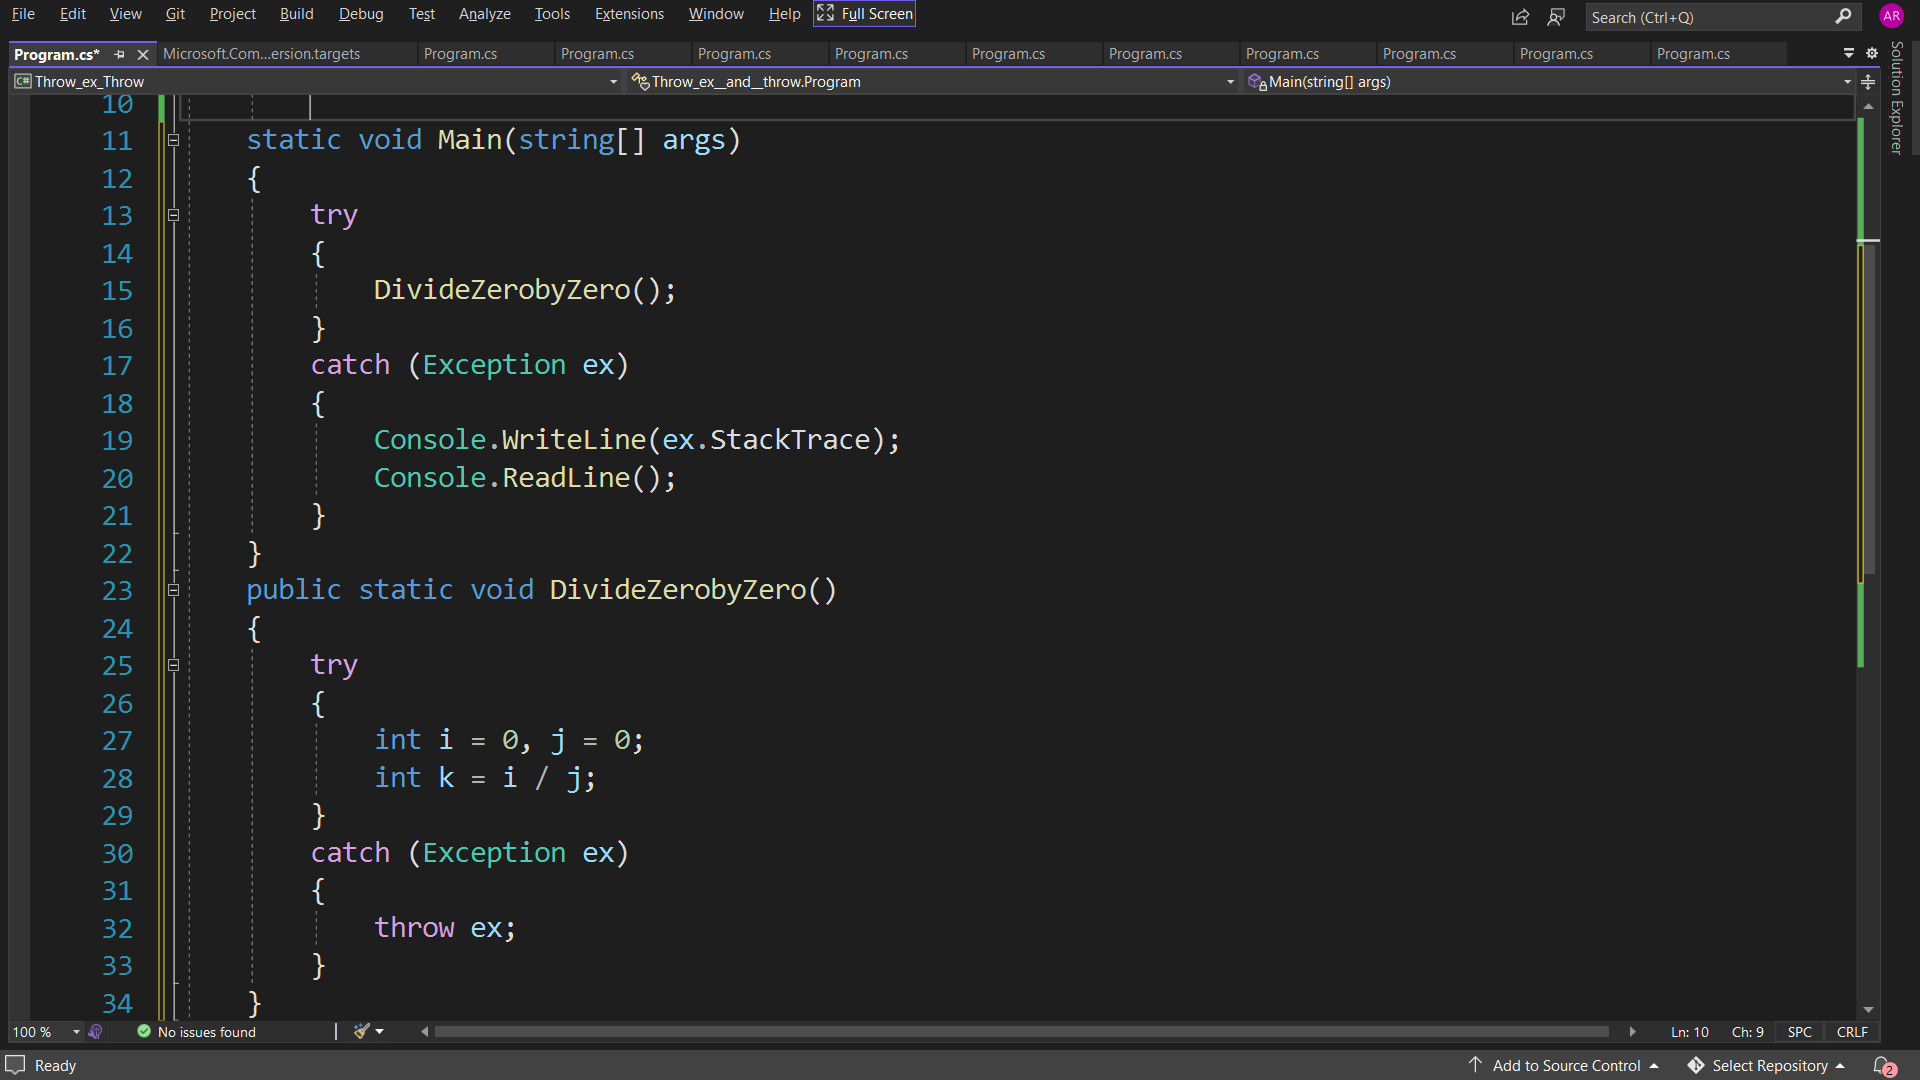 File Edit View Git Project Build Debug Test Analyze Tools Extensions Window Help Full Screen Search (Ctrl+Q) AR
Program.cs* Microsoft.Com...ersion.targets Program.cs Program.cs Program.cs Program.cs Program.cs Program.cs Program.cs Program.cs Program.cs Program.cs
Throw_ex_Throw Throw_ex__and__throw.Program Main(string[] args)
Solution Explorer
10
11 static void Main(string[] args)
12 {
13 try
14 {
15 DivideZerobyZero();
16 }
17 catch (Exception ex)
18 {
19 Console.WriteLine(ex.StackTrace);
20 Console.ReadLine();
21 }
22 }
23 public static void DivideZerobyZero()
24 {
25 try
26 {
27 int i = 0, j = 0;
28 int k = i / j;
29 }
30 catch (Exception ex)
31 {
32 throw ex;
33 }
34 }
100 % No issues found Ln: 10 Ch: 9 SPC CRLF
Ready Add to Source Control Select Repository 2